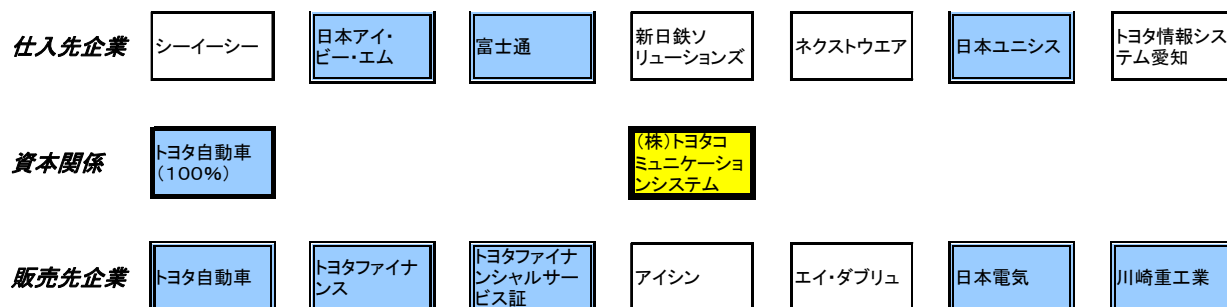 仕入先企業
シーイーシー
日本アイ・
ビー・エム
富士通
新日鉄ソ
リューションズ
ネクストウエア
日本ユニシス
トヨタ情報シス
テム愛知
資本関係
トヨタ自動車
(100%)
(株)トヨタコ
ミュニケーショ
ンシステム
販売先企業
トヨタ自動車
トヨタファイナ
ンス
トヨタファイナ
ンシャルサー
ビス証
アイシン
エイ・ダブリュ
日本電気
川崎重工業